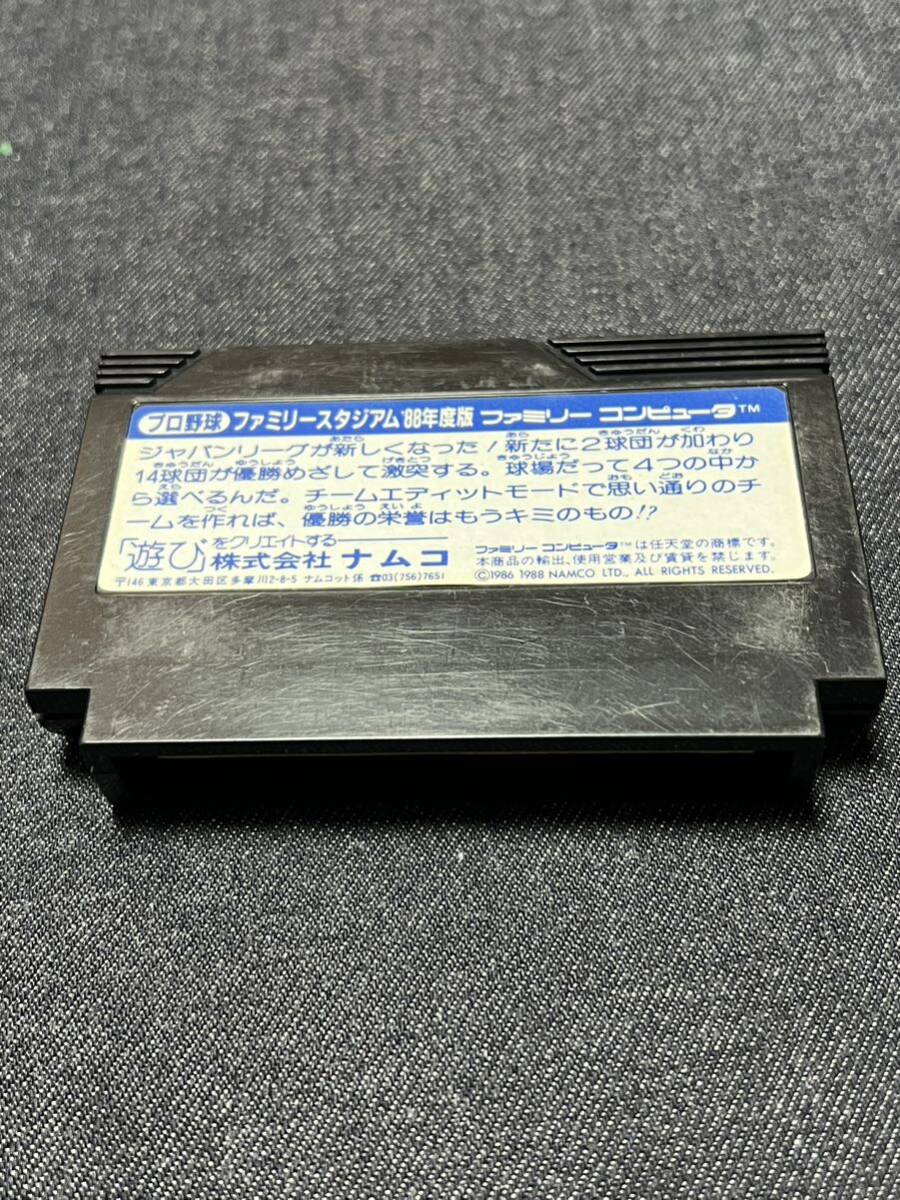 プロ野球 ファミリースタジアム'88年度版 ファミリー コンピュータ™
ジャパンリーグが新しくなった!新たに2球団が加わり
14球団が優勝めざして激突する。球場だって4つの中か
ら選べるんだ。チームエディットモードで思い通りのチ
ームを作れば、優勝の栄誉はもうキミのもの!?
「遊び」をクリエイトする
株式会社 ナムコ
〒146 東京都大田区多摩川2-8-5 ナムコット係 ☎03(756)7651
ファミリー コンピュータ™は任天堂の商標です。
本商品の輸出、使用営業及び賃貸を禁じます。
©1986 1988 NAMCO LTD., ALL RIGHTS RESERVED.